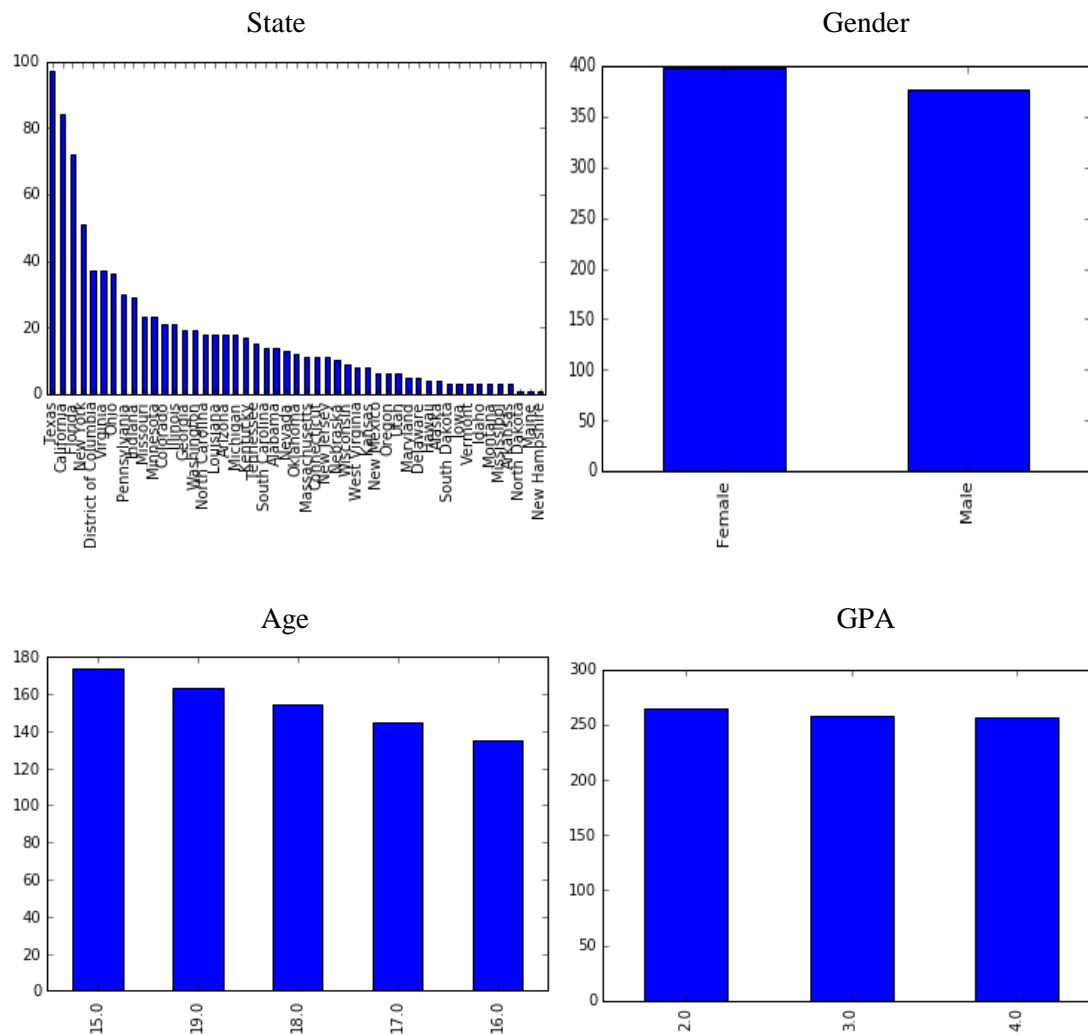 State
100
80
60
40
20
0
Texas
California
Florida
New York
District of Columbia
Virginia
Ohio
Pennsylvania
Indiana
Missouri
Minnesota
Colorado
Illinois
Georgia
Washington
North Carolina
Louisiana
Arizona
Michigan
Kentucky
Tennessee
South Carolina
Alabama
Nevada
Oklahoma
Massachusetts
Connecticut
New Jersey
Nebraska
Wisconsin
West Virginia
Kansas
New Mexico
Oregon
Utah
Maryland
Delaware
Hawaii
Alaska
South Dakota
Iowa
Vermont
Idaho
Montana
Mississippi
Arkansas
North Dakota
Maine
New Hampshire
Gender
400
350
300
250
200
150
100
50
0
Female
Male
Age
180
160
140
120
100
80
60
40
20
0
15.0
19.0
18.0
17.0
16.0
GPA
300
250
200
150
100
50
0
2.0
3.0
4.0